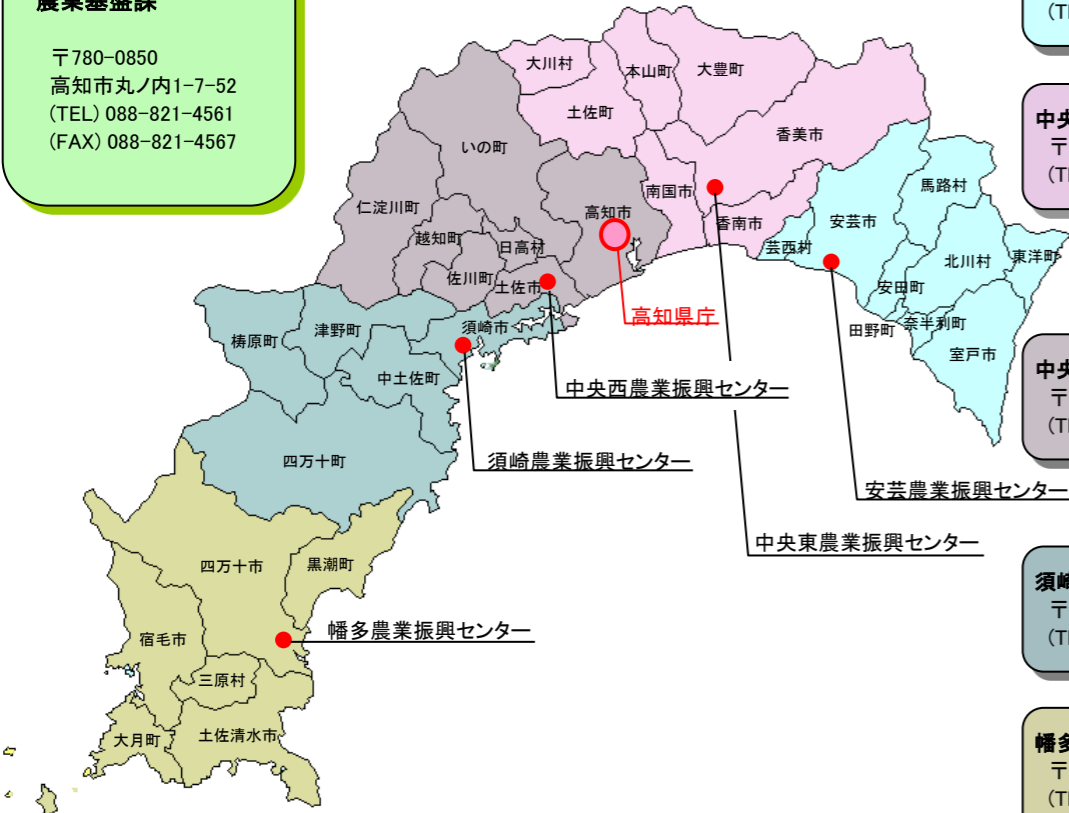 農業基盤課
〒780-0850
高知市丸ノ内1-7-52
(TEL) 088-821-4561
(FAX) 088-821-4567
(T
大川村
本山町
大豊町
土佐町
香美市
いの町
中央
〒
(T
南国市
馬路村
仁淀川町
高知市
香南市
安芸市
越知町
日高村
芸西村
北川村
東洋町
佐川町
土佐市
安田町
高知県庁
津野町
須崎市
田野町
奈半利町
梼原町
室戸市
中土佐町
中央西農業振興センター
中央
〒
(T
四万十町
須崎農業振興センター
安芸農業振興センター
中央東農業振興センター
四万十市
黒潮町
須崎
〒
(T
宿毛市
幡多農業振興センター
三原村
大月町
土佐清水市
幡多
〒
(T